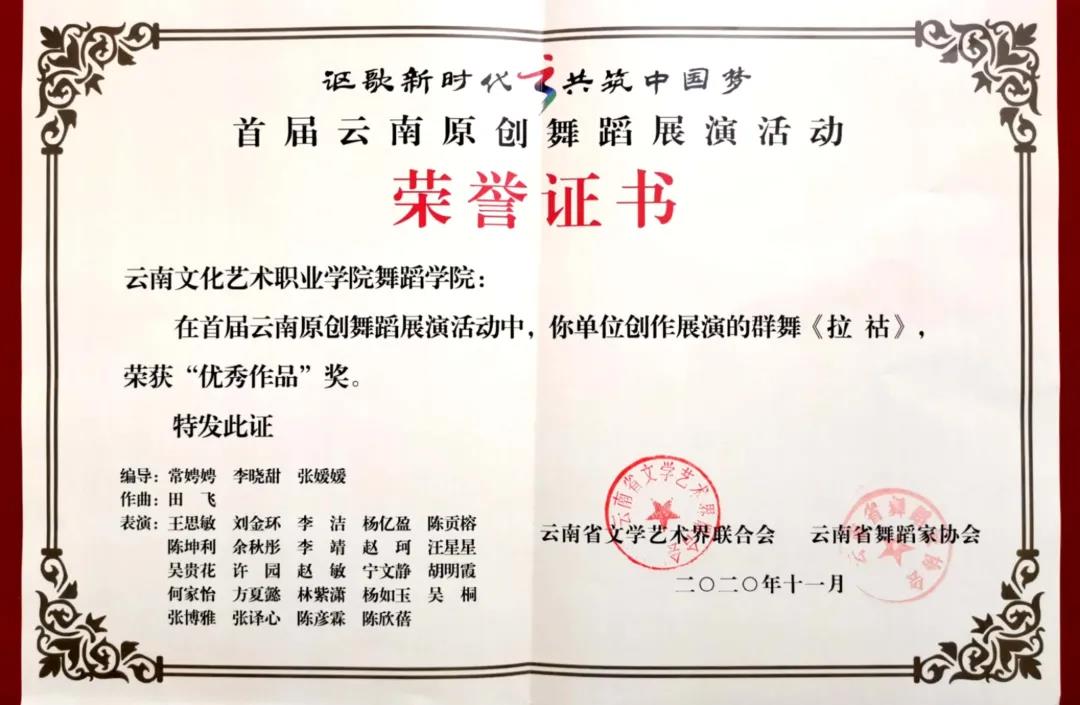 讴歌新时代 共筑中国梦
首届云南原创舞蹈展演活动
荣誉证书
云南文化艺术职业学院舞蹈学院：
在首届云南原创舞蹈展演活动中，你单位创作展演的群舞《拉 祜》，
荣获“优秀作品”奖。
特发此证
编导：常娉娉 李晓甜 张媛媛
作曲：田 飞
表演：王思敏 刘金环 李 洁 杨亿盈 陈贡榕
陈坤利 余秋彤 李 靖 赵 珂 汪星星
吴贵花 许 园 赵 敏 宁文静 胡明霞
何家怡 方夏懿 林紫潇 杨如玉 吴 桐
张博雅 张译心 陈彦霖 陈欣蓓
云南省文学艺术界联合会 云南省舞蹈家协会
二〇二〇年十一月